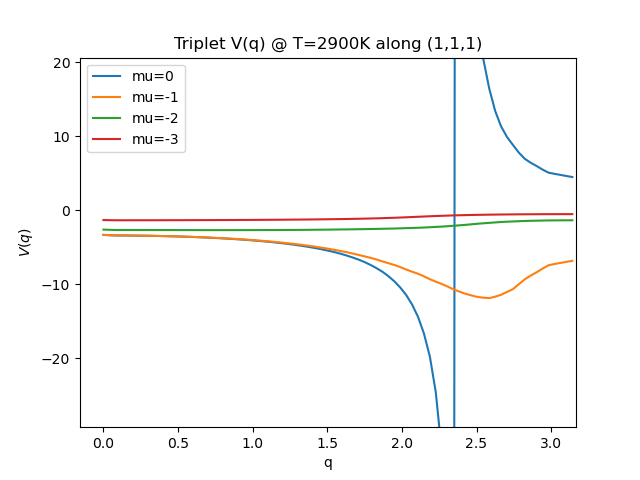 Triplet V(q) @ T=2900K along (1,1,1)
mu=0
mu=-1
mu=-2
mu=-3
20
10
0
−10
−20
V(q)
0.0 0.5 1.0 1.5 2.0 2.5 3.0
q